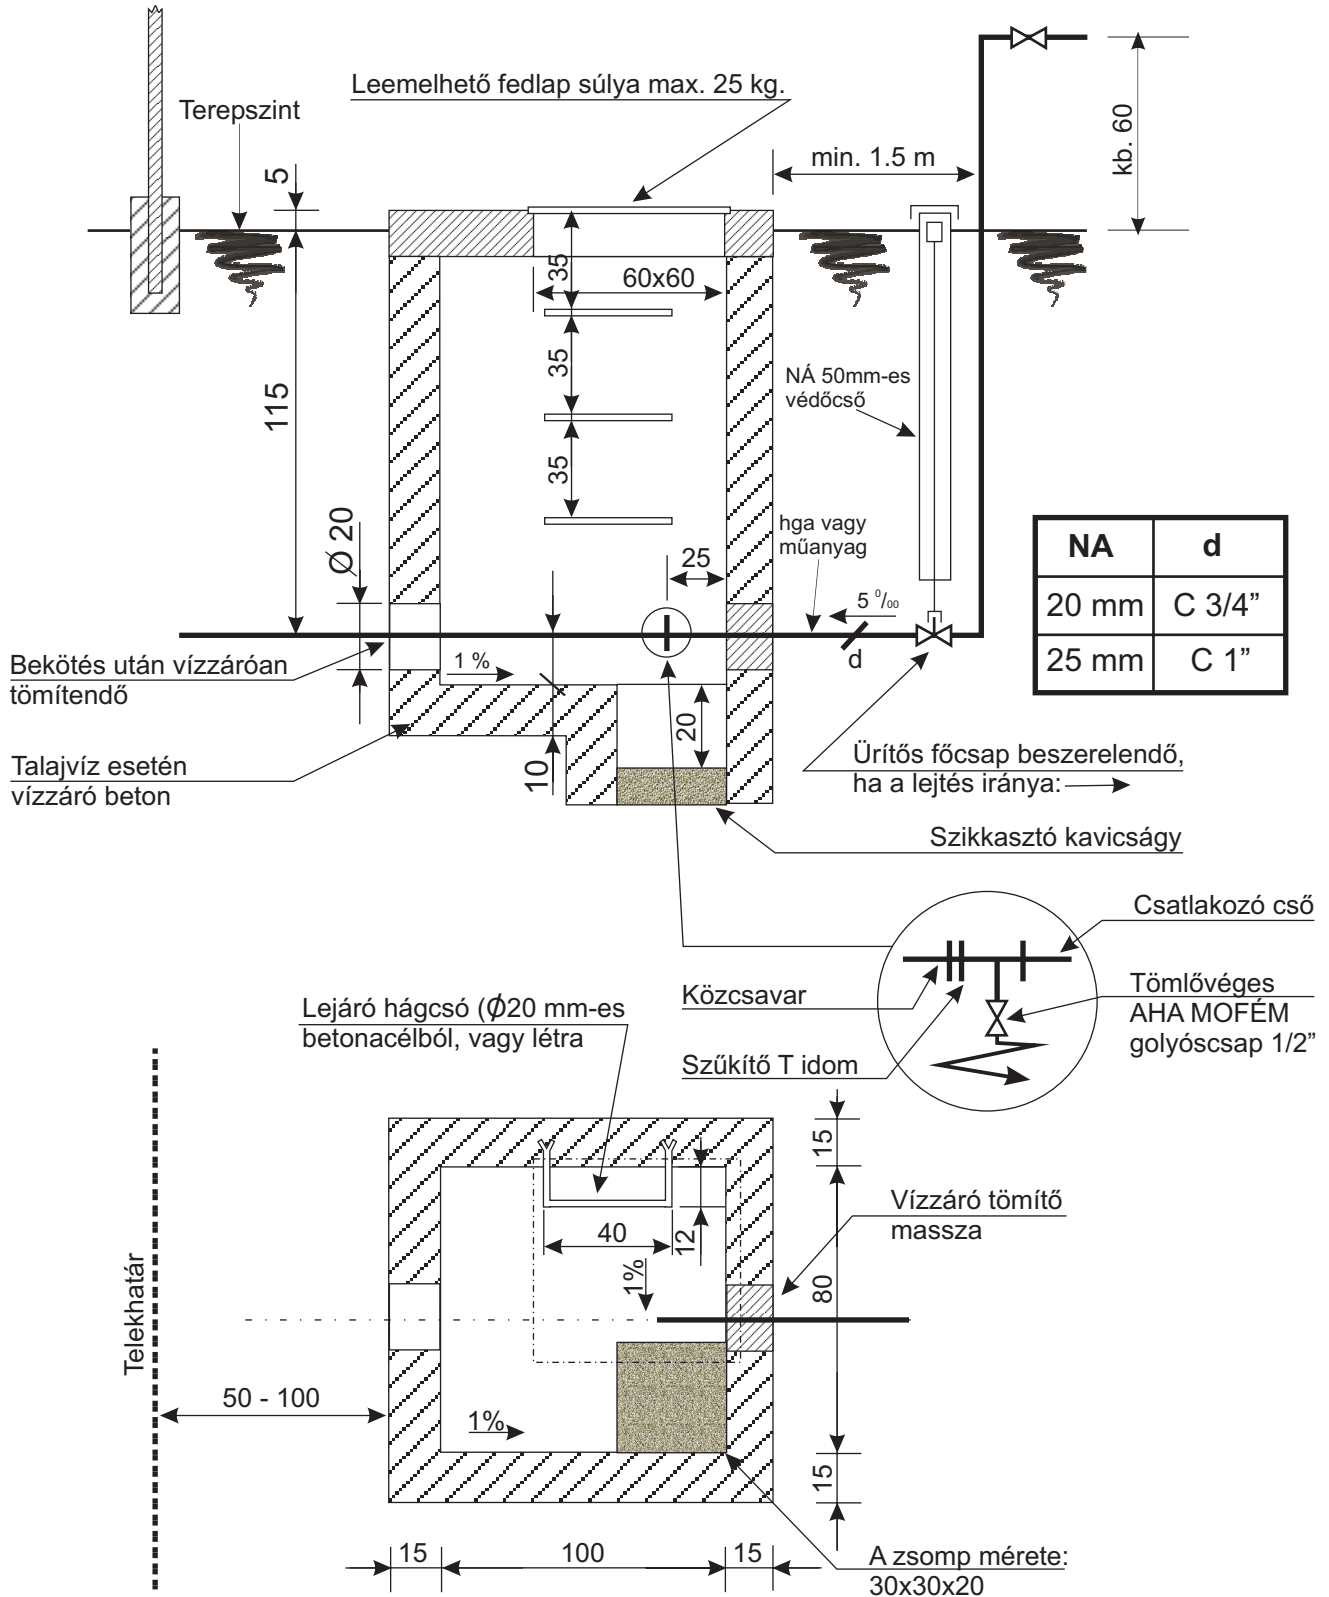 Leemelhető fedlap súlya max. 25 kg.
Terepszint
kb. 60
min. 1.5 m
5
35
60x60
35
NÁ 50mm-es
védőcső
115
35
hga vagy
műanyag
Ø 20
25
NA d
20 mm C 3/4”
25 mm C 1”
5 0/00
d
Bekötés után vízzáróan
tömítendő
1 %
20
10
Talajvíz esetén
vízzáró beton
Ürítős főcsap beszerelendő,
ha a lejtés iránya:
Szikkasztó kavicságy
Csatlakozó cső
Közcsavar
Tömlővéges
AHA MOFÉM
golyóscsap 1/2”
Szűkítő T idom
Lejáró hágcsó (ϕ20 mm-es
betonacélból, vagy létra
15
Vízzáró tömítő
massza
40
12
1%
80
Telekhatár
50 - 100
1%
15
15
100
15
A zsomp mérete:
30x30x20